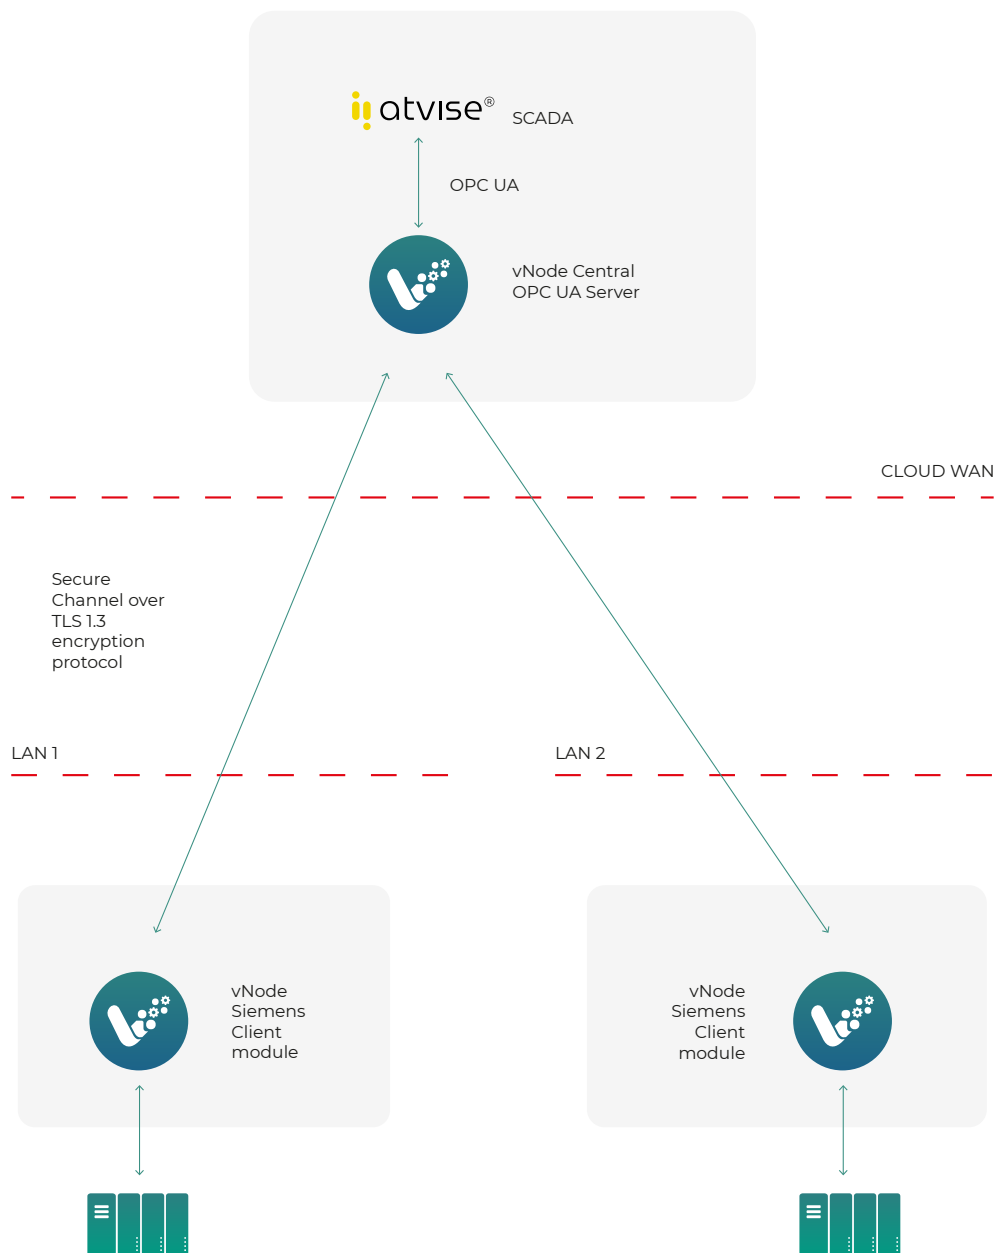 atvise®
SCADA
OPC UA
vNode Central
OPC UA Server
CLOUD WAN
Secure
Channel over
TLS 1.3
encryption
protocol
LAN 1
LAN 2
vNode
Siemens
Client
module
vNode
Siemens
Client
module